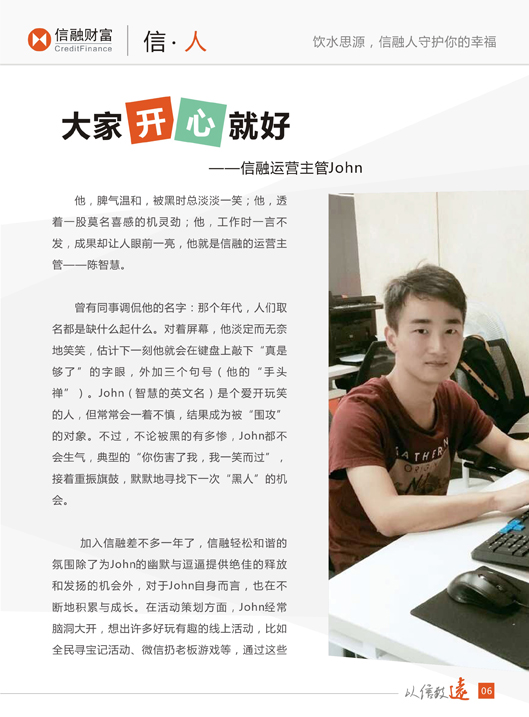 信融财富
CreditFinance
信·人
饮水思源，信融人守护你的幸福
大家开心就好
——信融运营主管John
他，脾气温和，被黑时总淡淡一笑；他，透
着一股莫名喜感的机灵劲；他，工作时一言不
发，成果却让人眼前一亮，他就是信融的运营主
管——陈智慧。
曾有同事调侃他的名字：那个年代，人们取
名都是缺什么起什么。对着屏幕，他淡定而无奈
地笑笑，估计下一刻他就会在键盘上敲下“真是
够了”的字眼，外加三个句号（他的“手头
禅”）。John（智慧的英文名）是个爱开玩笑
的人，但常常会一着不慎，结果成为被“围攻”
的对象。不过，不论被黑的有多惨，John都不
会生气，典型的“你伤害了我，我一笑而过”，
接着重振旗鼓，默默地寻找下一次“黑人”的机
会。
加入信融差不多一年了，信融轻松和谐的
氛围除了为John的幽默与逗逼提供绝佳的释放
和发扬的机会外，对于John自身而言，也在不
断地积累与成长。在活动策划方面，John经常
脑洞大开，想出许多好玩有趣的线上活动，比如
全民寻宝记活动、微信扔老板游戏等，通过这些
GATHERN
ORIGIN
以信致远
06